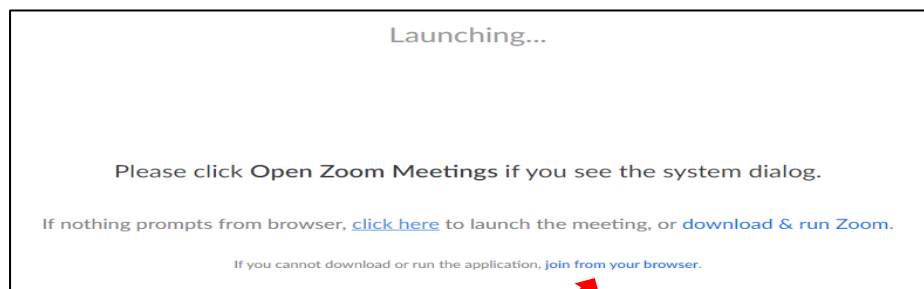 Launching...
Please click Open Zoom Meetings if you see the system dialog.
If nothing prompts from browser, click here to launch the meeting, or download & run Zoom.
If you cannot download or run the application, join from your browser.